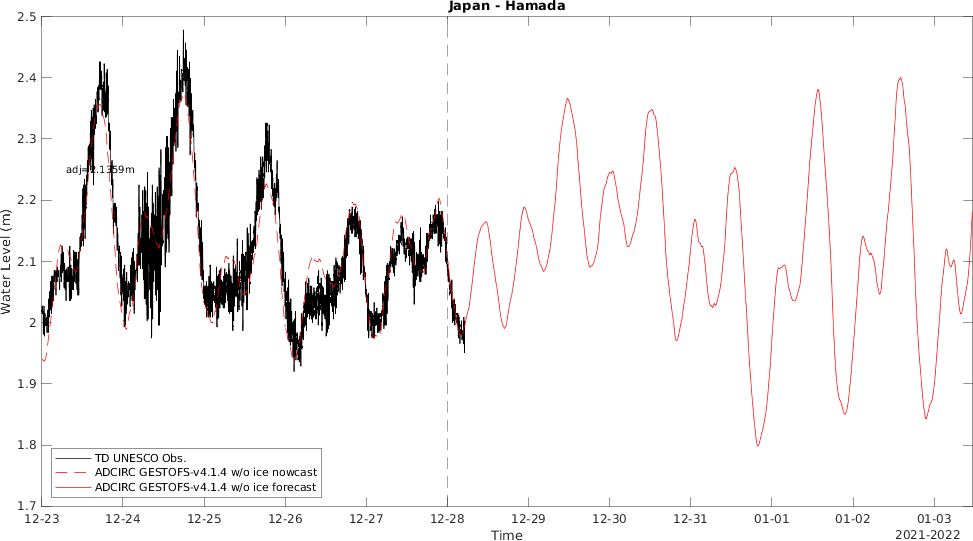 Japan - Hamada
2.5
2.4
2.3
2.2
2.1
2
1.9
1.8
1.7
Water Level (m)
adj=2.1359m
TD UNESCO Obs.
ADCIRC GESTOFS-v4.1.4 w/o ice nowcast
ADCIRC GESTOFS-v4.1.4 w/o ice forecast
12-23 12-24 12-25 12-26 12-27 12-28 12-29 12-30 12-31 01-01 01-02 01-03
Time
2021-2022